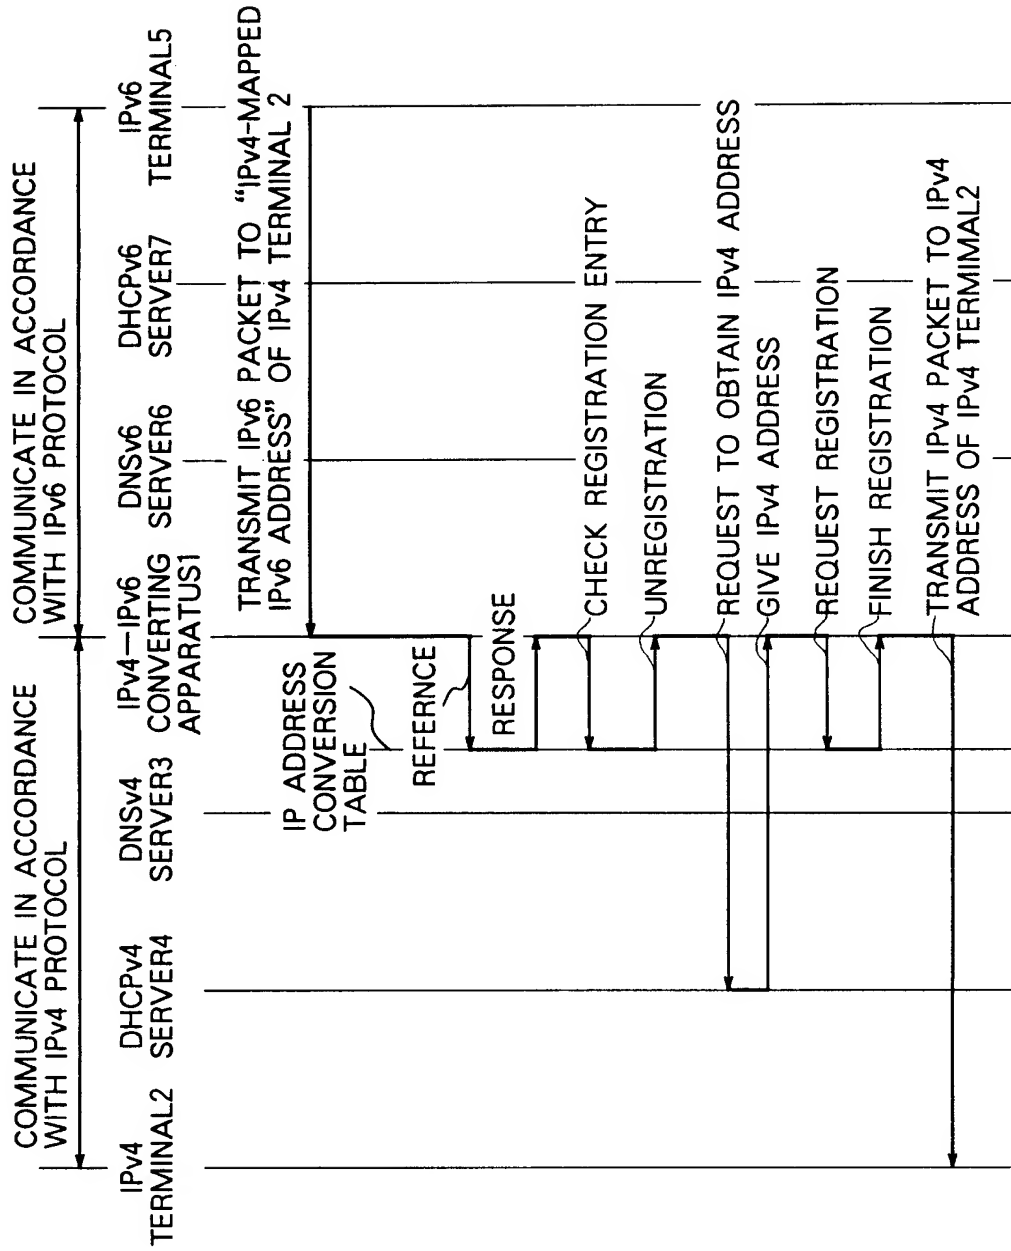 COMMUNICATE IN ACCORDANCE
WITH IPv4 PROTOCOL
COMMUNICATE IN ACCORDANCE
WITH IPv6 PROTOCOL
IPv4
TERMINAL2
DHCPv4
SERVER4
DNSv4
SERVER3
IPv4-IPv6
CONVERTING
APPARATUS1
DNSv6
SERVER6
DHCPv6
SERVER7
IPv6
TERMINAL5
TRANSMIT IPv6 PACKET TO "IPv4-MAPPED
IPv6 ADDRESS" OF IPv4 TERMINAL 2
IP ADDRESS
CONVERSION
TABLE
REFERNCE
RESPONSE
CHECK REGISTRATION ENTRY
UNREGISTRATION
REQUEST TO OBTAIN IPv4 ADDRESS
GIVE IPv4 ADDRESS
REQUEST REGISTRATION
FINISH REGISTRATION
TRANSMIT IPv4 PACKET TO IPv4
ADDRESS OF IPv4 TERMIMAL2